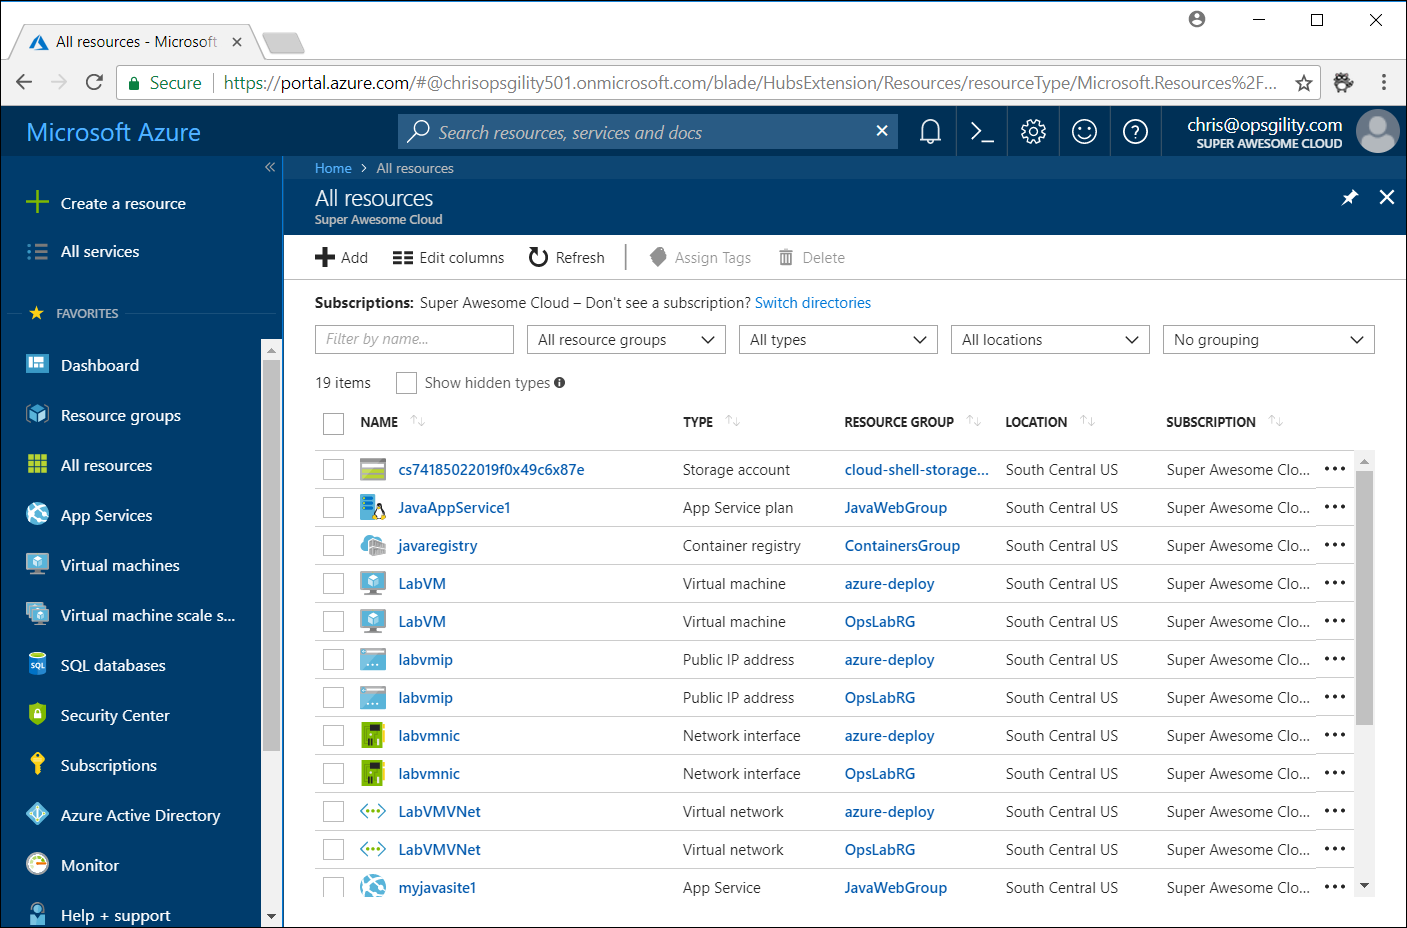 All resources - Microsoft
Secure https://portal.azure.com/#@chrisopsgility501.onmicrosoft.com/blade/HubsExtension/Resources/resourceType/Microsoft.Resources%2F...
Microsoft Azure
Search resources, services and docs
chris@opsgility.com
SUPER AWESOME CLOUD
Create a resource
All services
FAVORITES
Dashboard
Resource groups
All resources
App Services
Virtual machines
Virtual machine scale s...
SQL databases
Security Center
Subscriptions
Azure Active Directory
Monitor
Help + support
Home > All resources
All resources
Super Awesome Cloud
Add Edit columns Refresh Assign Tags Delete
Subscriptions: Super Awesome Cloud – Don't see a subscription? Switch directories
Filter by name... All resource groups All types All locations No grouping
19 items Show hidden types
NAME TYPE RESOURCE GROUP LOCATION SUBSCRIPTION
cs74185022019f0x49c6x87e Storage account cloud-shell-storage... South Central US Super Awesome Clo...
JavaAppService1 App Service plan JavaWebGroup South Central US Super Awesome Clo...
javaregistry Container registry ContainersGroup South Central US Super Awesome Clo...
LabVM Virtual machine azure-deploy South Central US Super Awesome Clo...
LabVM Virtual machine OpsLabRG South Central US Super Awesome Clo...
labvmip Public IP address azure-deploy South Central US Super Awesome Clo...
labvmip Public IP address OpsLabRG South Central US Super Awesome Clo...
labvmnic Network interface azure-deploy South Central US Super Awesome Clo...
labvmnic Network interface OpsLabRG South Central US Super Awesome Clo...
LabVMVNet Virtual network azure-deploy South Central US Super Awesome Clo...
LabVMVNet Virtual network OpsLabRG South Central US Super Awesome Clo...
myjavasite1 App Service JavaWebGroup South Central US Super Awesome Clo...